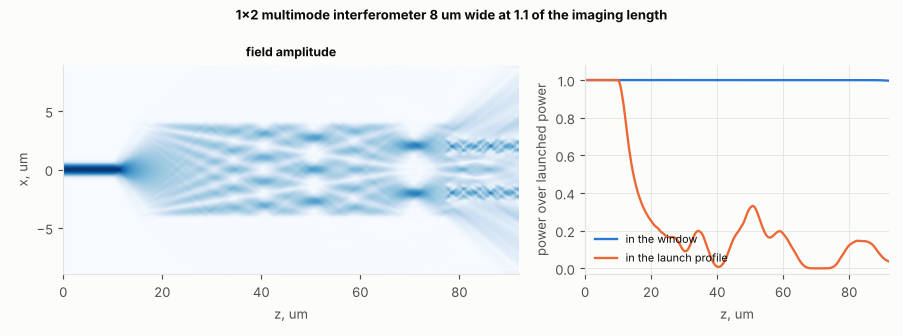 1×2 multimode interferometer 8 um wide at 1.1 of the imaging length
field amplitude
x, um
5
0
−5
0
20
40
60
80
z, um
power over launched power
1.0
0.8
0.6
0.4
0.2
0.0
in the window
in the launch profile
0
20
40
60
80
z, um